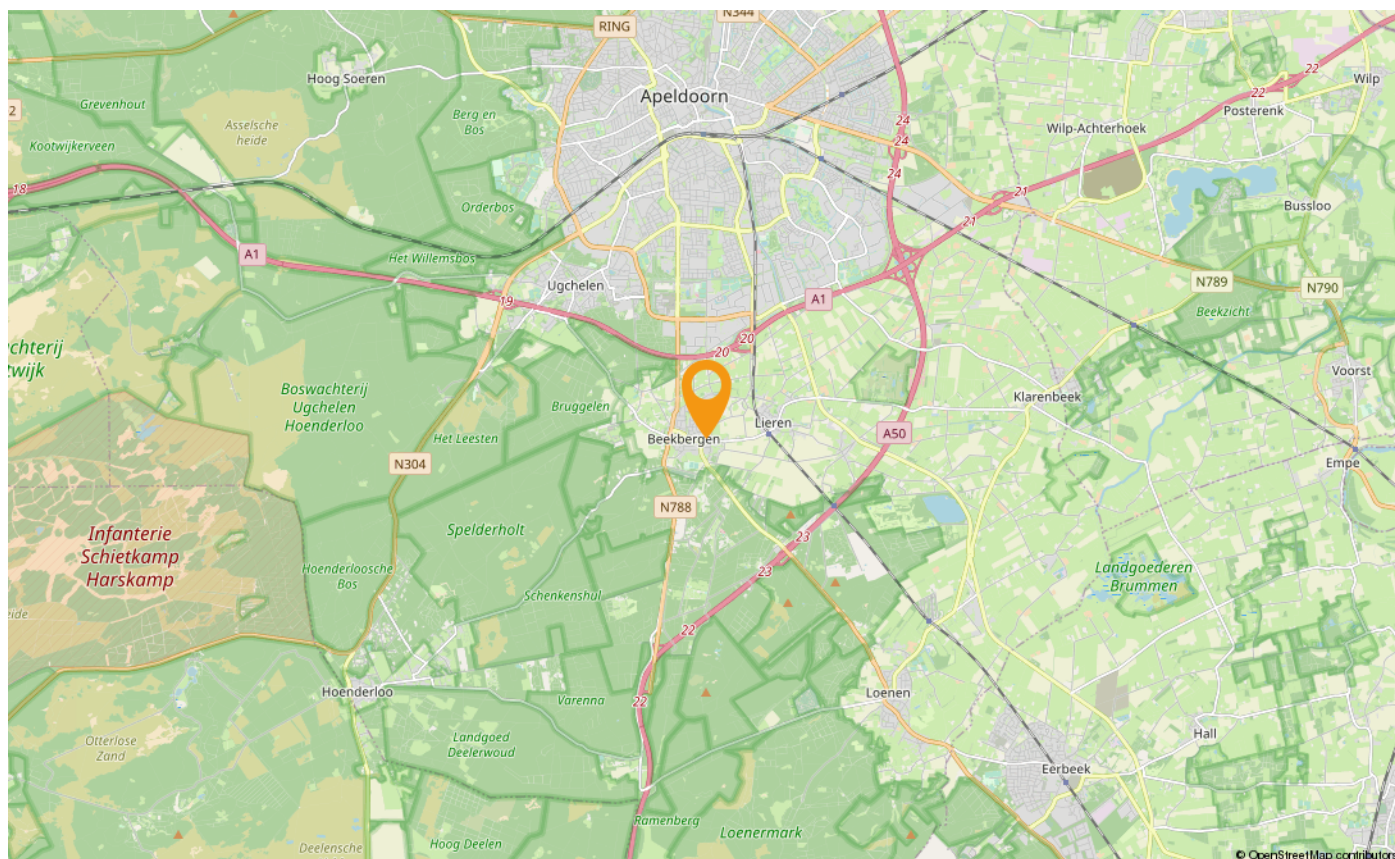 RING
N344
22
Hoog Soeren
Wilp
Grevenhout
Apeldoorn
22
Posterenk
2
Asselsche
heide
Berg en
Bos
24
Wilp-Achterhoek
Kootwijkerveen
24
24
18
21
Orderbos
Bussloo
21
A1
Het Willemsbos
Ugchelen
N789
N790
19
A1
Beekzicht
20
20
chterij
twijk
Boswachterij
Ugchelen
Hoenderloo
Voorst
Bruggelen
Klarenbeek
Lieren
Het Leesten
Beekbergen
A50
N304
Empe
N788
Infanterie
Schietkamp
Harskamp
Spelderholt
23
Hoenderloosche
Bos
23
Landgoederen
Brummen
Schenkenshul
eide
22
Hoenderloo
Loenen
Varenna
22
Otterlose
Zand
Landgoed
Deelerwoud
Hall
Eerbeek
Ramenberg
Loenermark
Deelensche
Hoog Deelen
© OpenStreetMap contributor